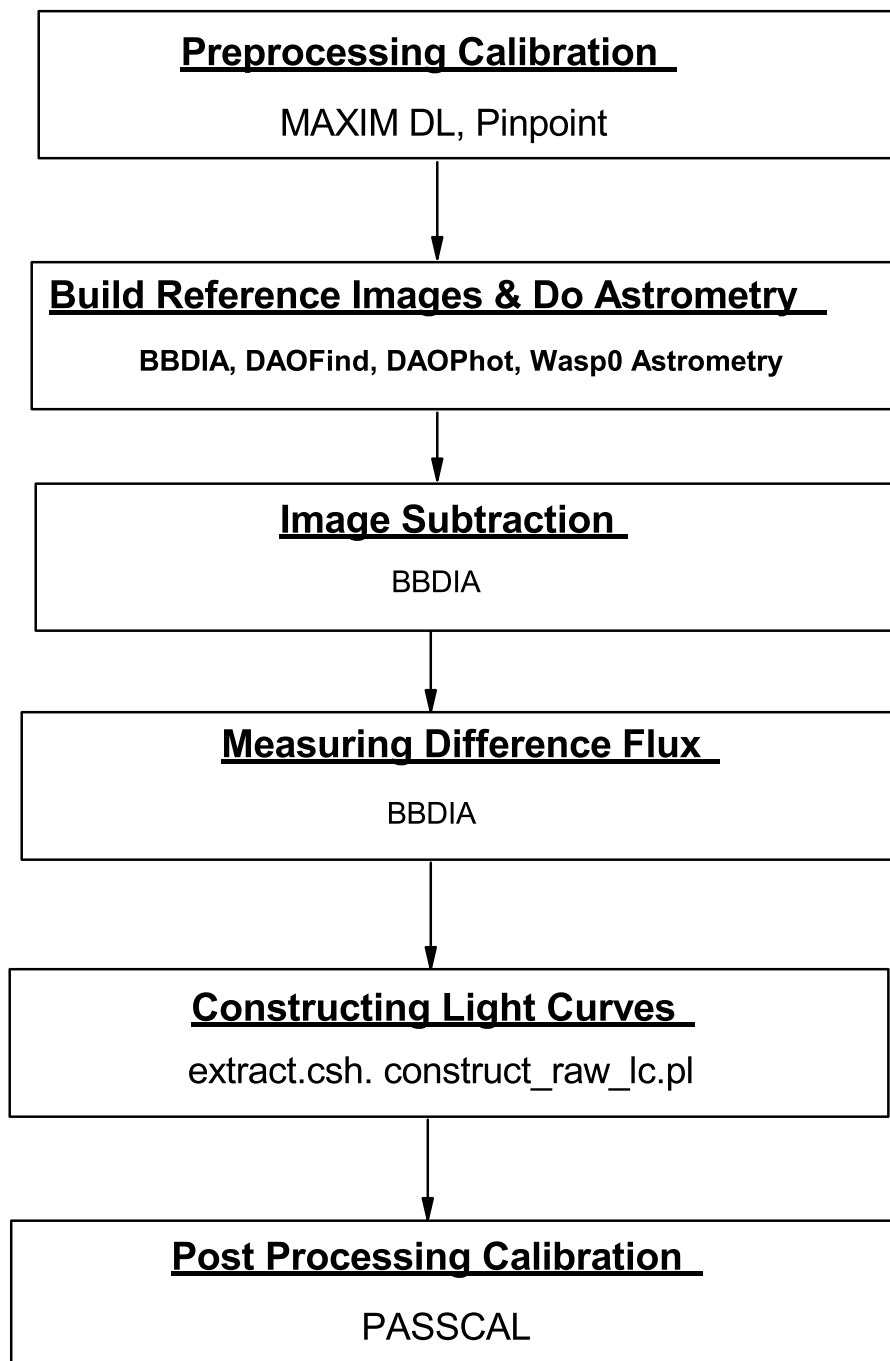 Preprocessing Calibration
MAXIM DL, Pinpoint
Build Reference Images & Do Astrometry
BBDIA, DAOFind, DAOPhot, Wasp0 Astrometry
Image Subtraction
BBDIA
Measuring Difference Flux
BBDIA
Constructing Light Curves
extract.csh. construct_raw_lc.pl
Post Processing Calibration
PASSCAL